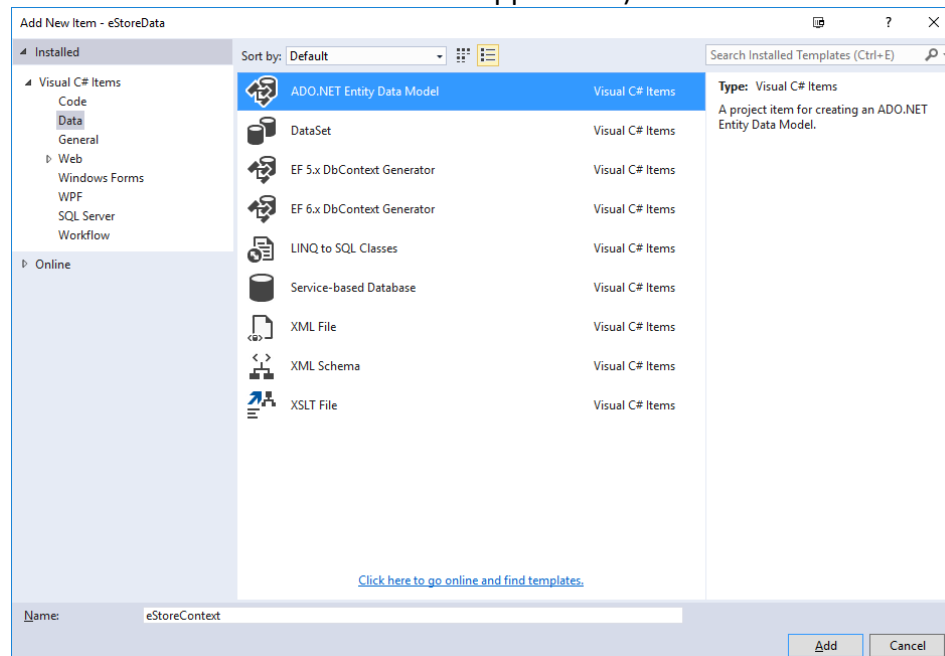 Add New Item - eStoreData
?
Installed
Sort by: Default
Search Installed Templates (Ctrl+E)
Visual C# Items
Code
Data
General
Web
Windows Forms
WPF
SQL Server
Workflow
Online
ADO.NET Entity Data Model Visual C# Items
DataSet Visual C# Items
EF 5.x DbContext Generator Visual C# Items
EF 6.x DbContext Generator Visual C# Items
LINQ to SQL Classes Visual C# Items
Service-based Database Visual C# Items
XML File Visual C# Items
XML Schema Visual C# Items
XSLT File Visual C# Items
Click here to go online and find templates.
Type: Visual C# Items
A project item for creating an ADO.NET
Entity Data Model.
Name: eStoreContext
Add Cancel